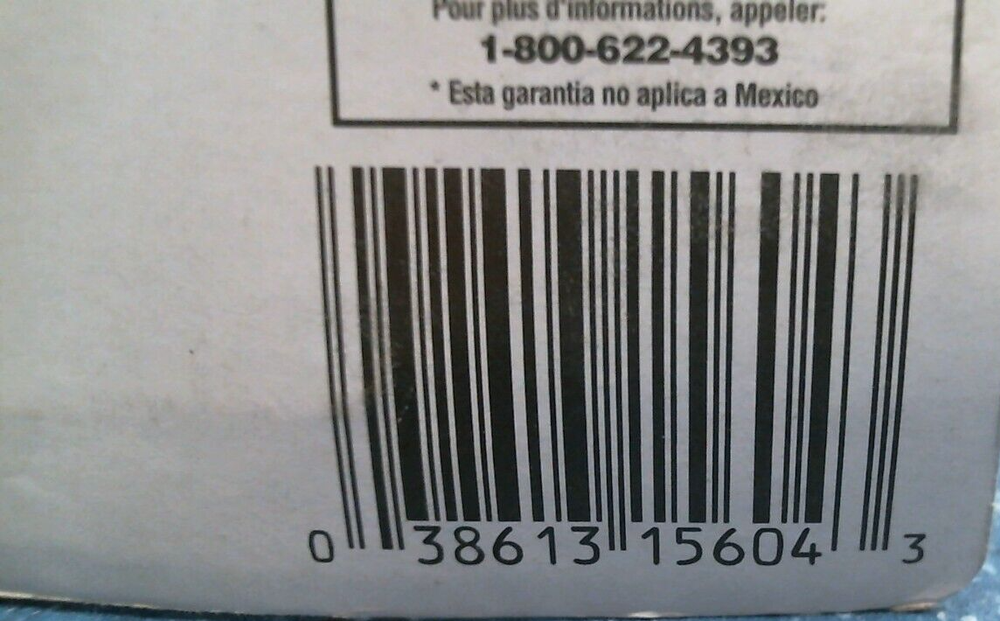 Pour plus d'informations, appeler:
1-800-622-4393
* Esta garantia no aplica a Mexico
0 38613 15604 3